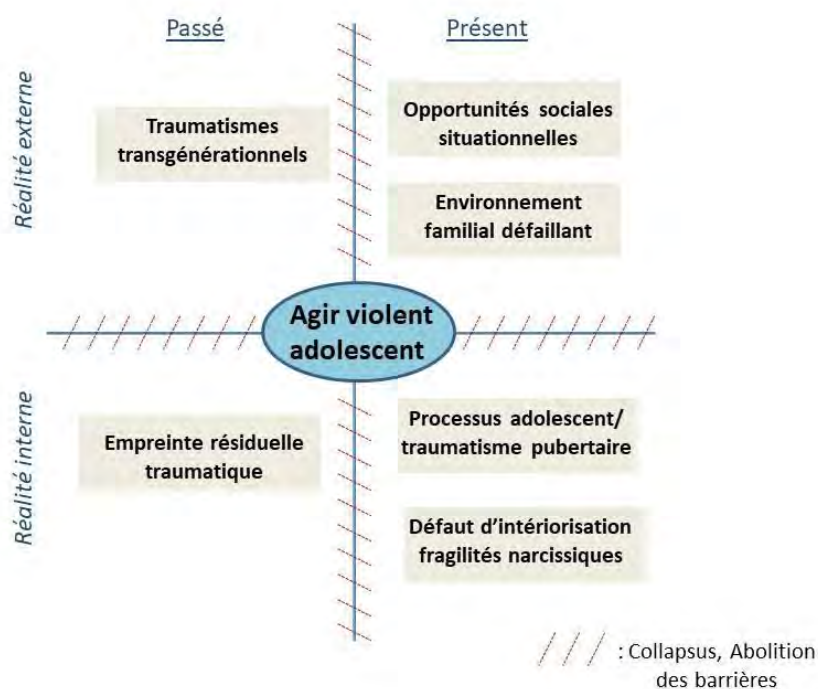 Passé
Présent
Réalité externe
Traumatismes
transgénérationnels
Opportunités sociales
situationnelles
Environnement
familial défaillant
Agir violent
adolescent
Réalité interne
Empreinte résiduelle
traumatique
Processus adolescent/
traumatisme pubertaire
Défaut d'intériorisation
fragilités narcissiques
: Collapsus, Abolition
des barrières